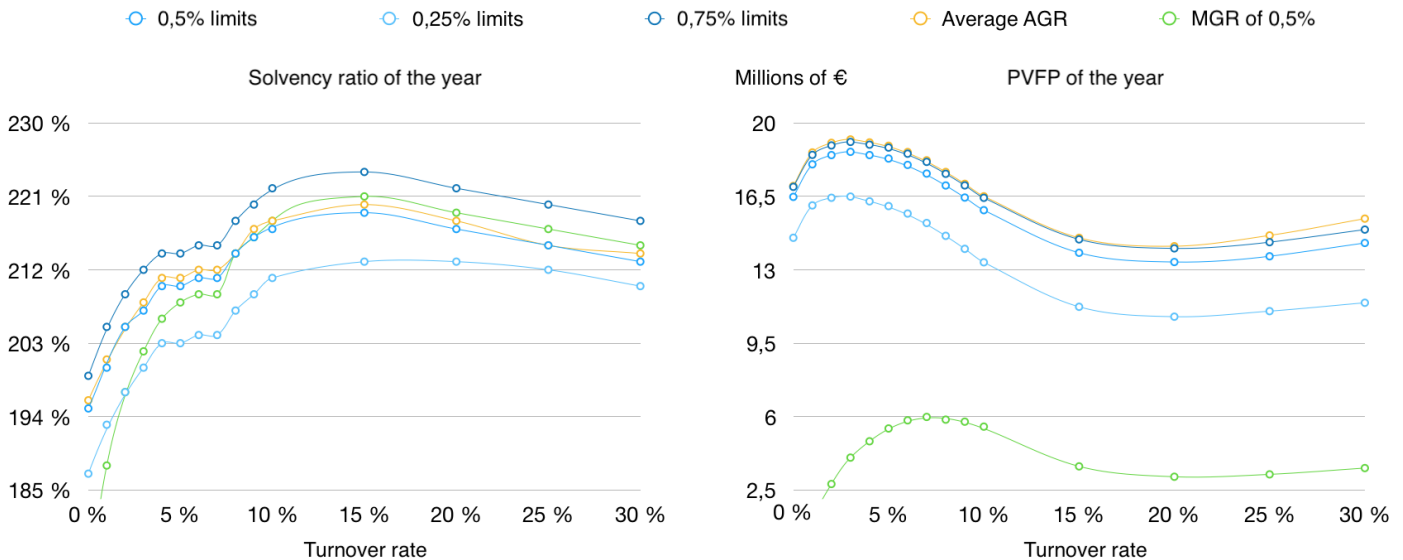 0,5% limits
0,25% limits
0,75% limits
Average AGR
MGR of 0,5%
Solvency ratio of the year
230 %
221 %
212 %
203 %
194 %
185 %
0 %
5 %
10 %
15 %
20 %
25 %
30 %
Turnover rate
Millions of €
PVFP of the year
20
16,5
13
9,5
6
2,5
0 %
5 %
10 %
15 %
20 %
25 %
30 %
Turnover rate